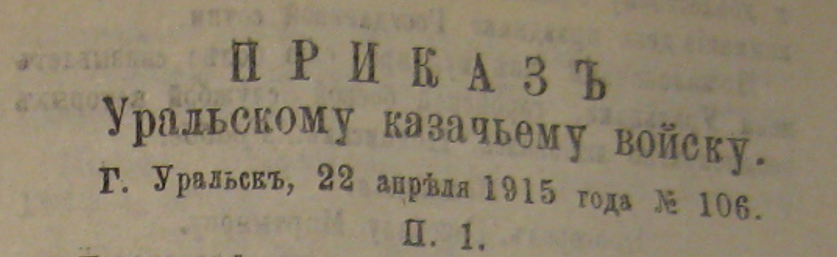 ПРИКАЗЪ
Уральскому казачьему войску.
Г. Уральскъ, 22 апрѣля 1915 года № 106.
П. 1.